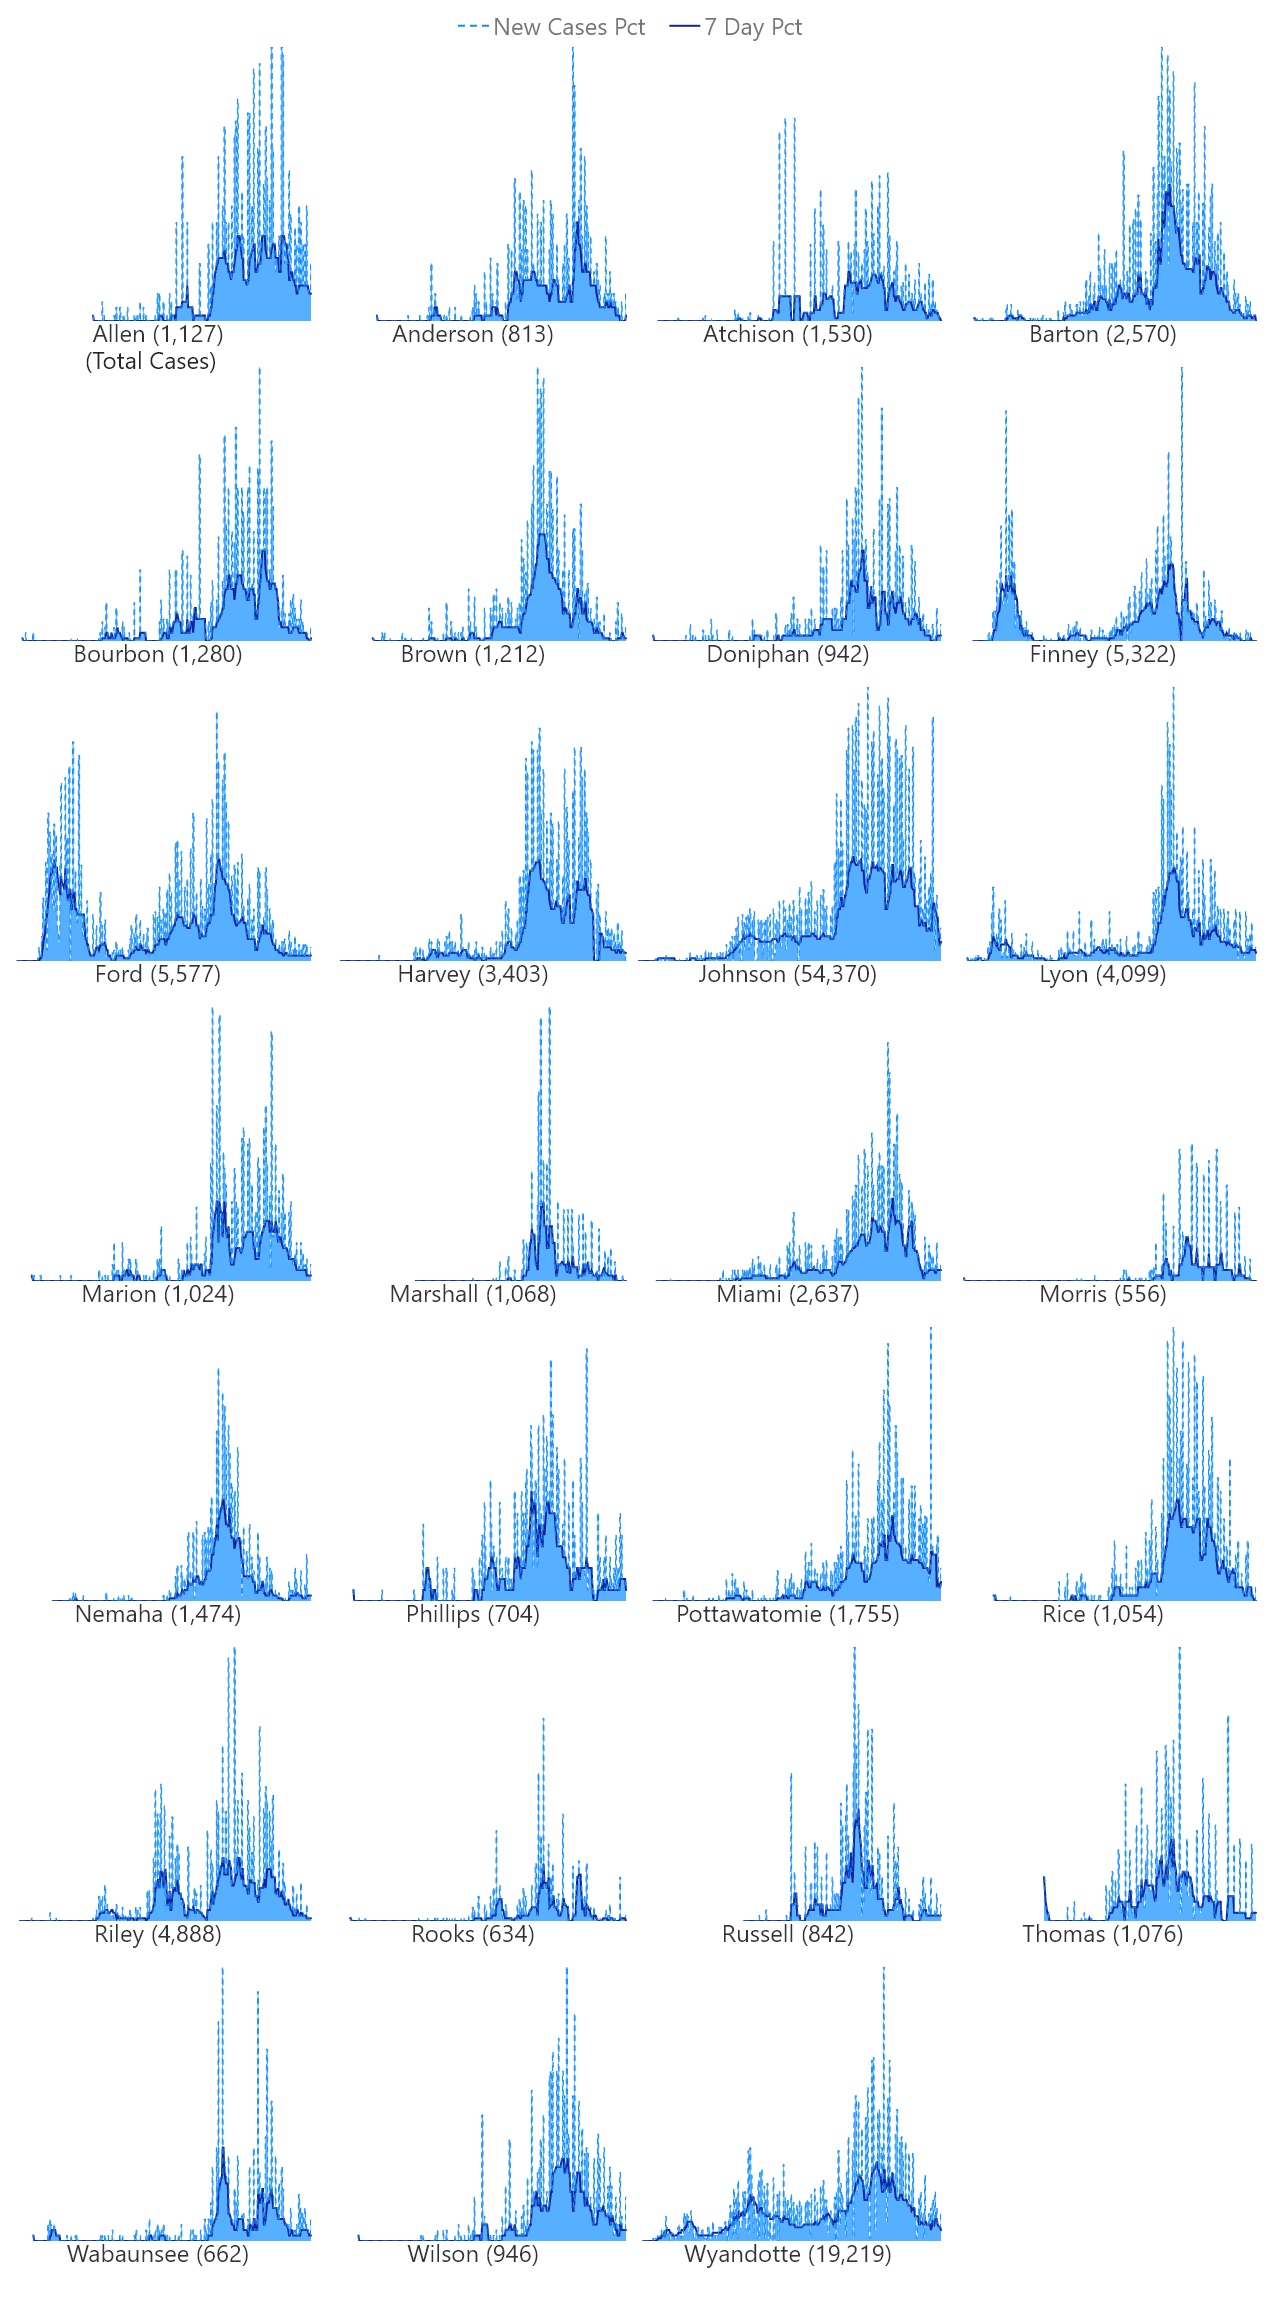 New Cases Pct 7 Day Pct
Allen (1,127) Anderson (813) Atchison (1,530) Barton (2,570)
(Total Cases)
Bourbon (1,280) Brown (1,212) Doniphan (942) Finney (5,322)
Ford (5,577) Harvey (3,403) Johnson (54,370) Lyon (4,099)
Marion (1,024) Marshall (1,068) Miami (2,637) Morris (556)
Nemaha (1,474) Phillips (704) Pottawatomie (1,755) Rice (1,054)
Riley (4,888) Rooks (634) Russell (842) Thomas (1,076)
Wabaunsee (662) Wilson (946) Wyandotte (19,219)